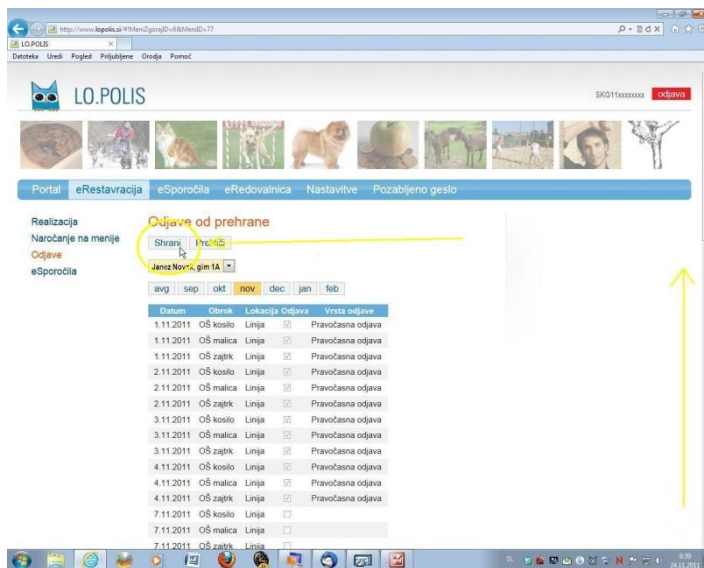 http://www.lopolis.si/#!MeniZgorajID=6&MeniID=77
LO.POLIS
Datoteka Uredi Pogled Priljubljene Orodja Pomoč
LO.POLIS
SKG11xxxxxxxx odjava
Portal eRestavracija eSporočila eRedovalnica Nastavitve Pozabljeno geslo
Realizacija
Naročanje na menije
Odjave
eSporočila
Odjave od prehrane
Shrani Prekliči
Janez Novak, gim 1A
avg sep okt nov dec jan feb
Datum Obrok Lokacija Odjava Vrsta odjave
1.11.2011 OŠ kosilo Linija Pravočasna odjava
1.11.2011 OŠ malica Linija Pravočasna odjava
1.11.2011 OŠ zajtrk Linija Pravočasna odjava
2.11.2011 OŠ kosilo Linija Pravočasna odjava
2.11.2011 OŠ malica Linija Pravočasna odjava
2.11.2011 OŠ zajtrk Linija Pravočasna odjava
3.11.2011 OŠ kosilo Linija Pravočasna odjava
3.11.2011 OŠ malica Linija Pravočasna odjava
3.11.2011 OŠ zajtrk Linija Pravočasna odjava
4.11.2011 OŠ kosilo Linija Pravočasna odjava
4.11.2011 OŠ malica Linija Pravočasna odjava
4.11.2011 OŠ zajtrk Linija Pravočasna odjava
7.11.2011 OŠ kosilo Linija
7.11.2011 OŠ malica Linija
7.11.2011 OŠ zajtrk Linija
9:39
24.11.2011